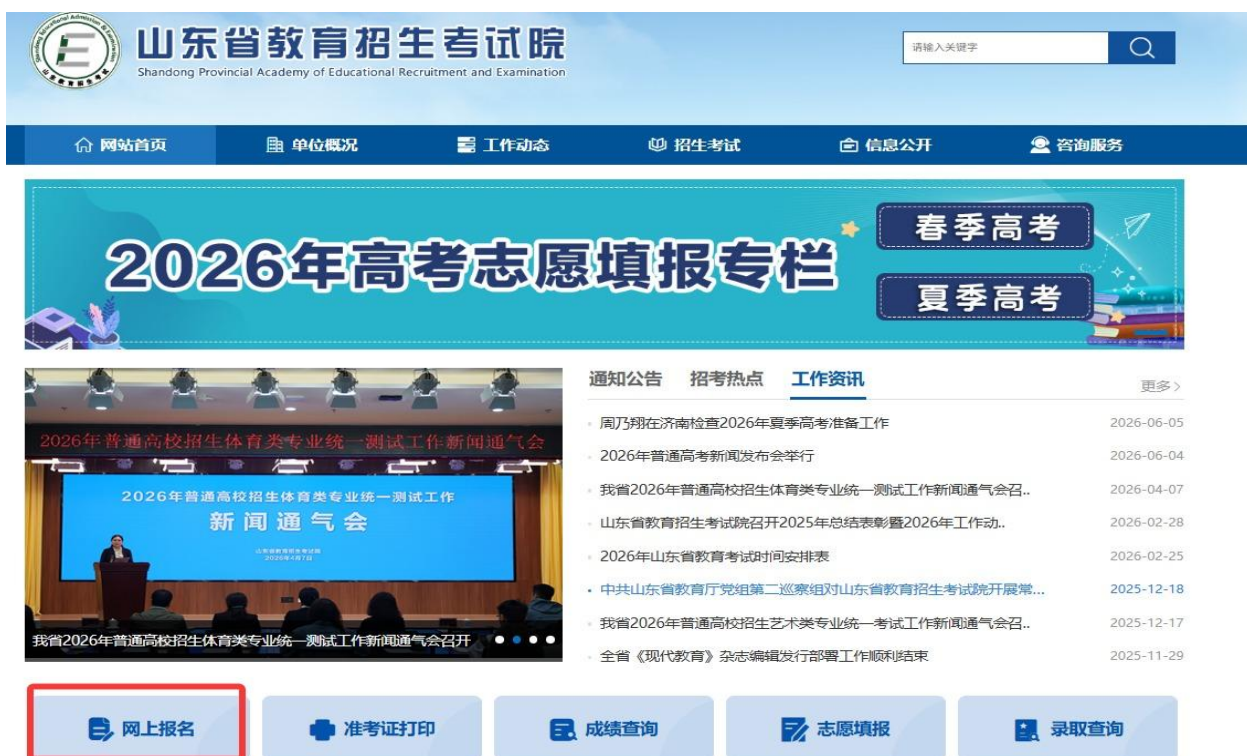 山东省教育招生考试院
Shandong Provincial Academy of Educational Recruitment and Examination
请输入关键字
网站首页 单位概况 工作动态 招生考试 信息公开 咨询服务
2026年高考志愿填报专栏
春季高考
夏季高考
2026年普通高校招生体育类专业统一测试工作新闻通气会
2026年普通高校招生体育类专业统一测试工作
新闻通气会
山东省教育招生考试院
2026年4月7日
我省2026年普通高校招生体育类专业统一测试工作新闻通气会召开
通知公告 招考热点 工作资讯 更多>
周乃翔在济南检查2026年夏季高考准备工作 2026-06-05
2026年普通高考新闻发布会举行 2026-06-04
我省2026年普通高校招生体育类专业统一测试工作新闻通气会召.. 2026-04-07
山东省教育招生考试院召开2025年总结表彰暨2026年工作动.. 2026-02-28
2026年山东省教育考试时间安排表 2026-02-25
中共山东省教育厅党组第二巡察组对山东省教育招生考试院开展常... 2025-12-18
我省2026年普通高校招生艺术类专业统一考试工作新闻通气会召.. 2025-12-17
全省《现代教育》杂志编辑发行部署工作顺利结束 2025-11-29
网上报名 准考证打印 成绩查询 志愿填报 录取查询